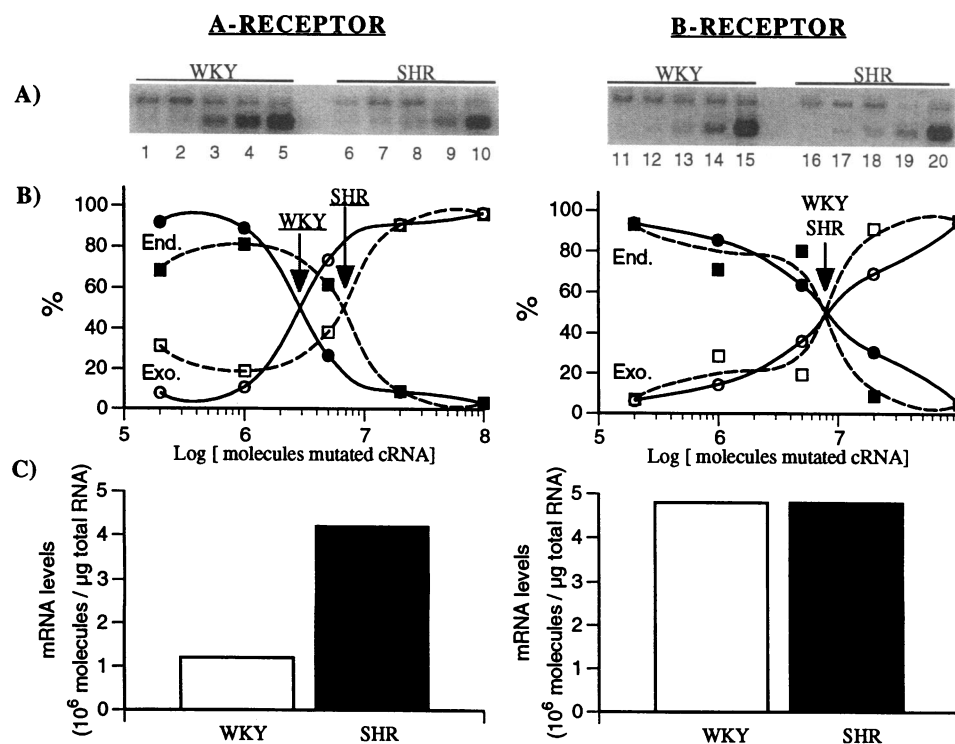 A-RECEPTOR
B-RECEPTOR
A)
WKY
SHR
WKY
SHR
1 2 3 4 5 6 7 8 9 10
11 12 13 14 15 16 17 18 19 20
B)
100
80
60
40
20
0
%
End.
Exo.
WKY
SHR
5 6 7 8
Log [ molecules mutated cRNA]
100
80
60
40
20
0
%
End.
Exo.
WKY
SHR
5 6 7
Log [ molecules mutated cRNA]
C)
mRNA levels
(10⁶ molecules / µg total RNA)
5
4
3
2
1
0
WKY
SHR
mRNA levels
(10⁶ molecules / µg total RNA)
5
4
3
2
1
0
WKY
SHR